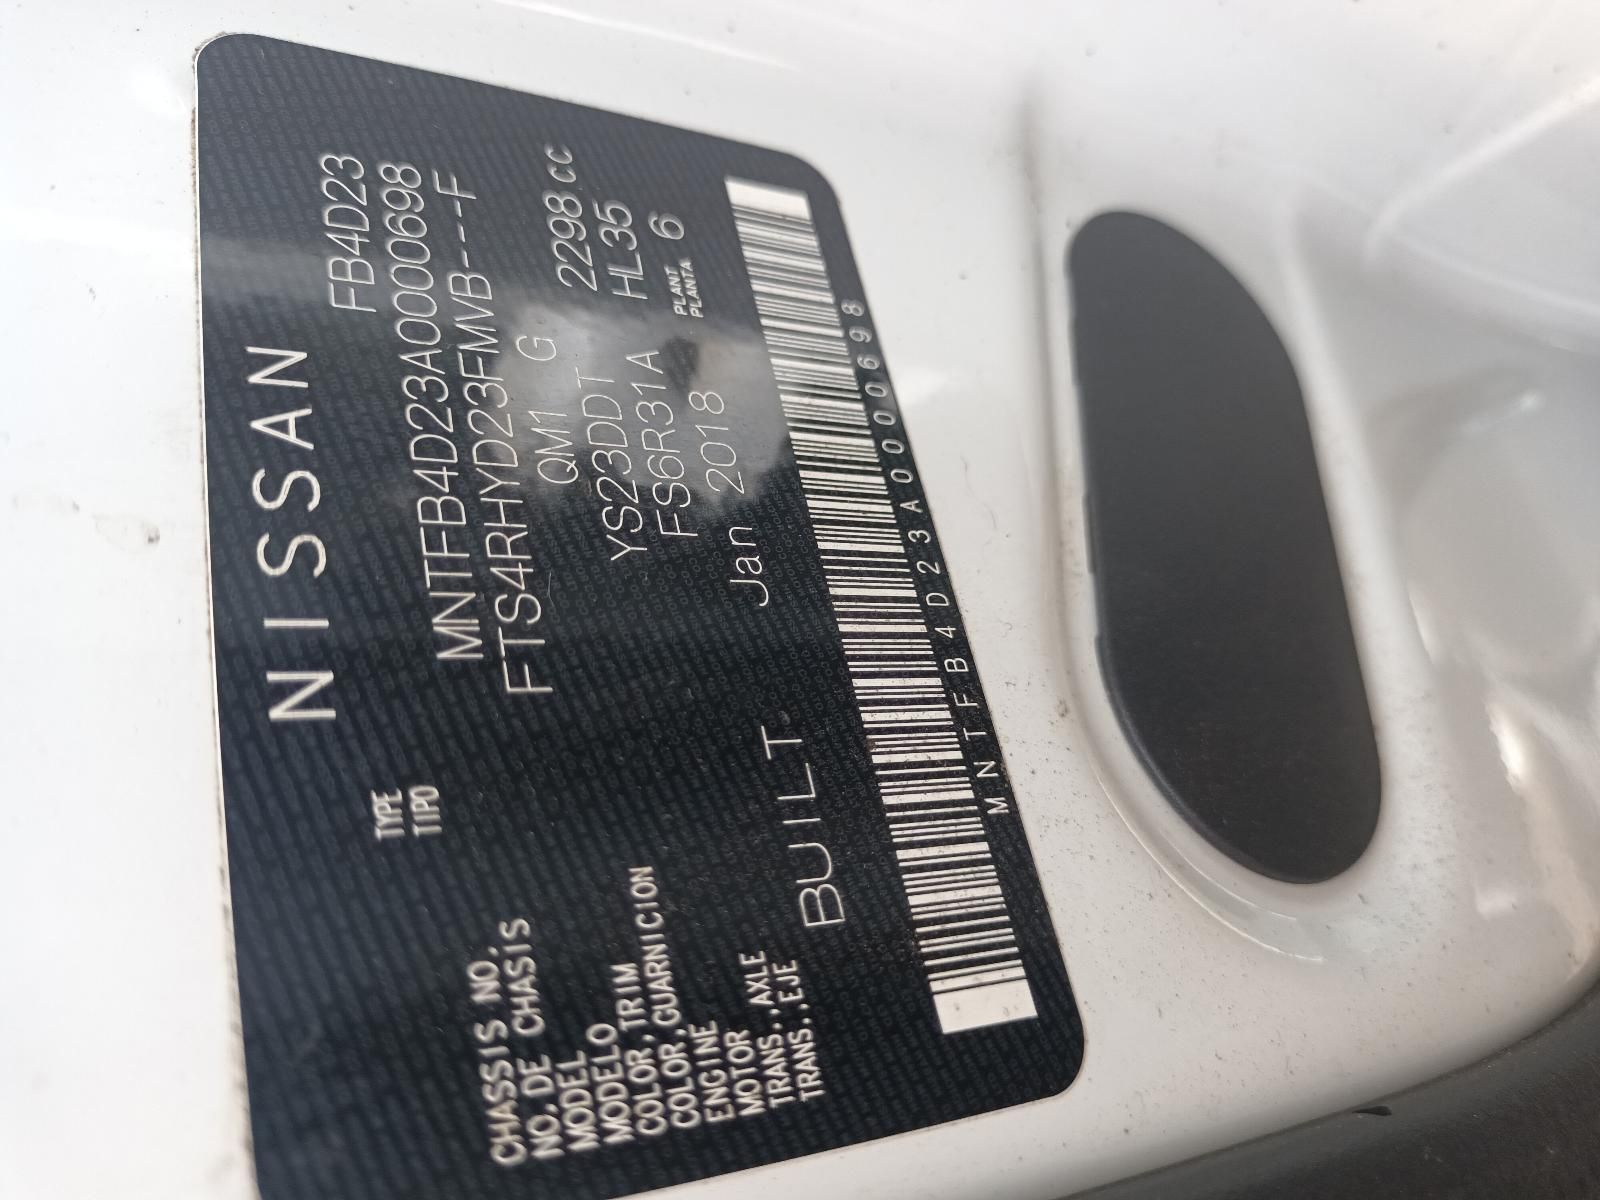 NISSAN
TYPE FB4D23
TIPO
CHASSIS NO. MNTFB4D23A0000698
NO. DE CHASIS
MODEL FTS4RHYD23FMVB---F
MODELO
COLOR,TRIM QM1 G
COLOR,GUARNICION
ENGINE YS23DDT 2298 CC
MOTOR
TRANS.,AXLE FS6R31A HL35
TRANS.,EJE
BUILT Jan 2018 PLANT 6
PLANTA
MNTFB4D23A0000698